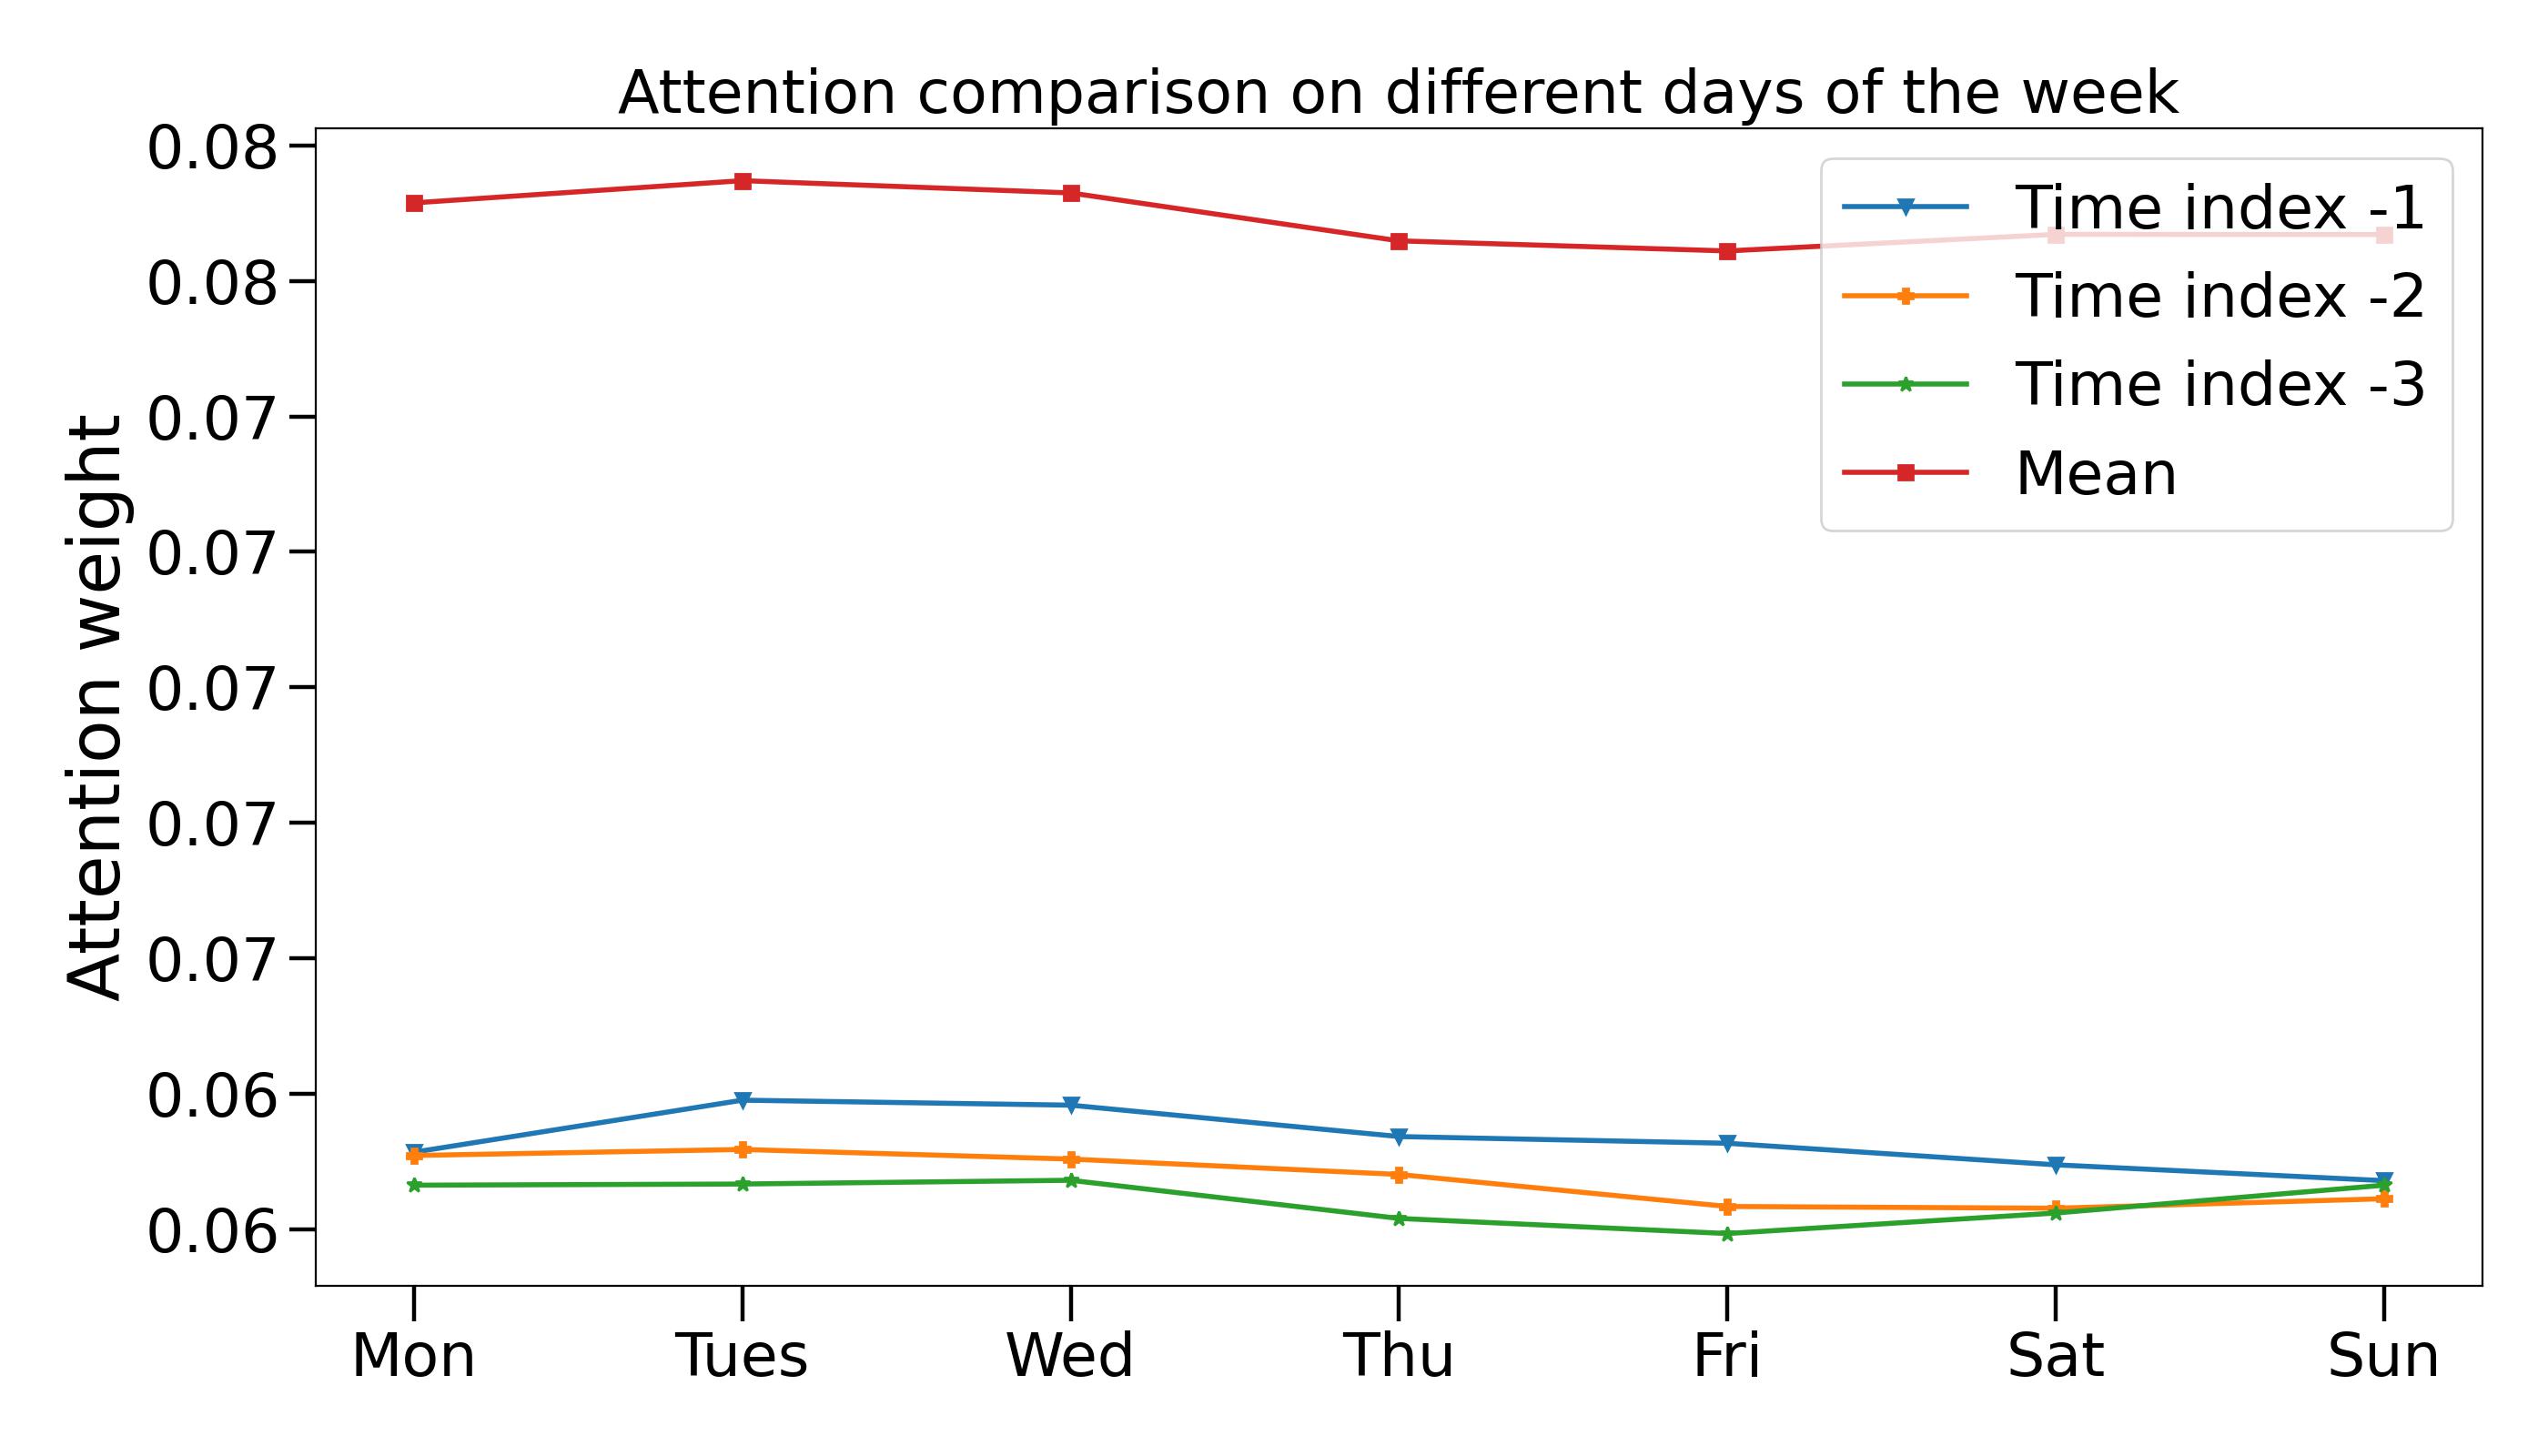 Attention comparison on different days of the week
Attention weight
0.08
0.08
0.07
0.07
0.07
0.07
0.07
0.06
0.06
Time index -1
Time index -2
Time index -3
Mean
Mon Tues Wed Thu Fri Sat Sun